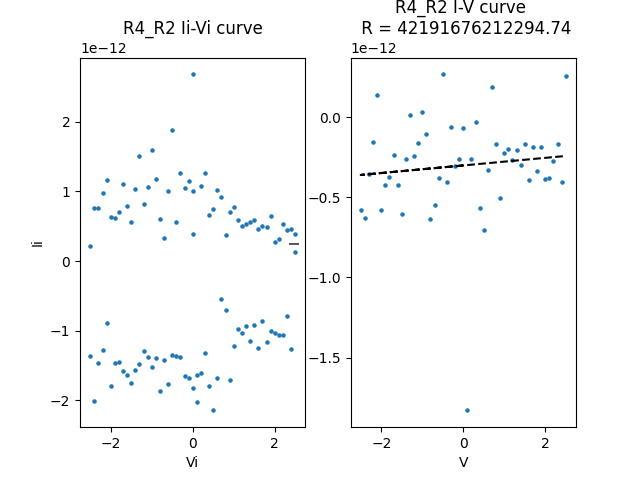 R4_R2 Ii-Vi curve
1e−12
2
1
0
−1
−2
Ii
−2
0
2
Vi
R4_R2 I-V curve
R = 42191676212294.74
1e−12
0.0
−0.5
−1.0
−1.5
I
−2
0
2
V